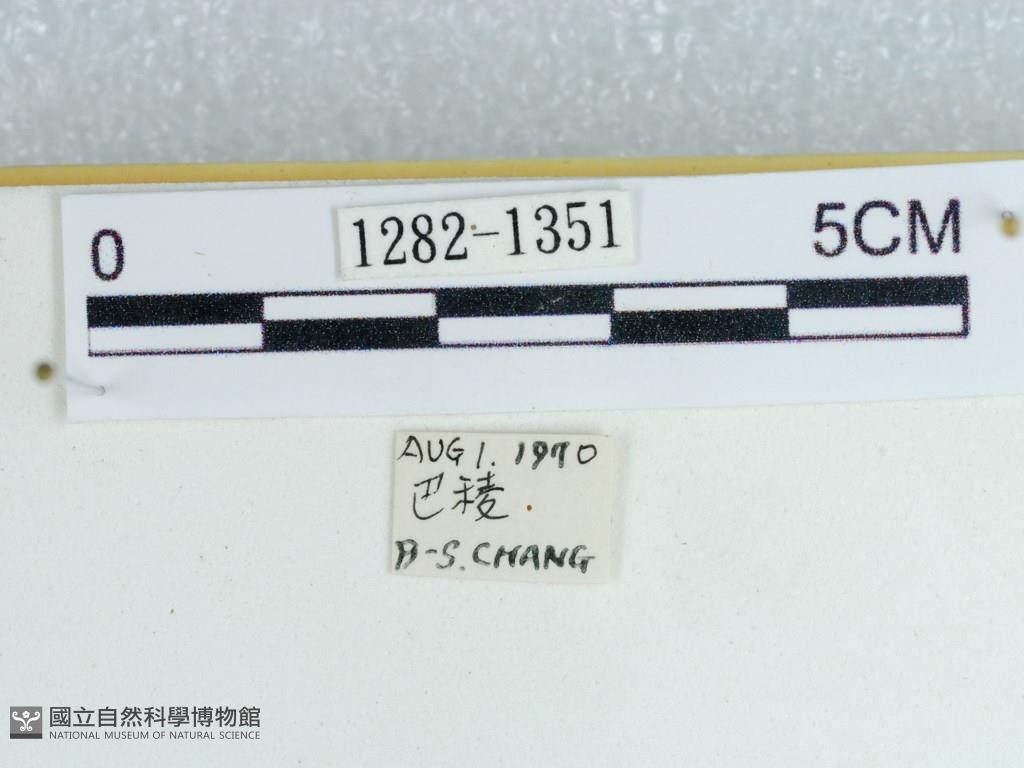 0
1282-1351
5CM
AUG 1. 1970
巴稜.
B-S. CHANG
國立自然科學博物館
NATIONAL MUSEUM OF NATURAL SCIENCE